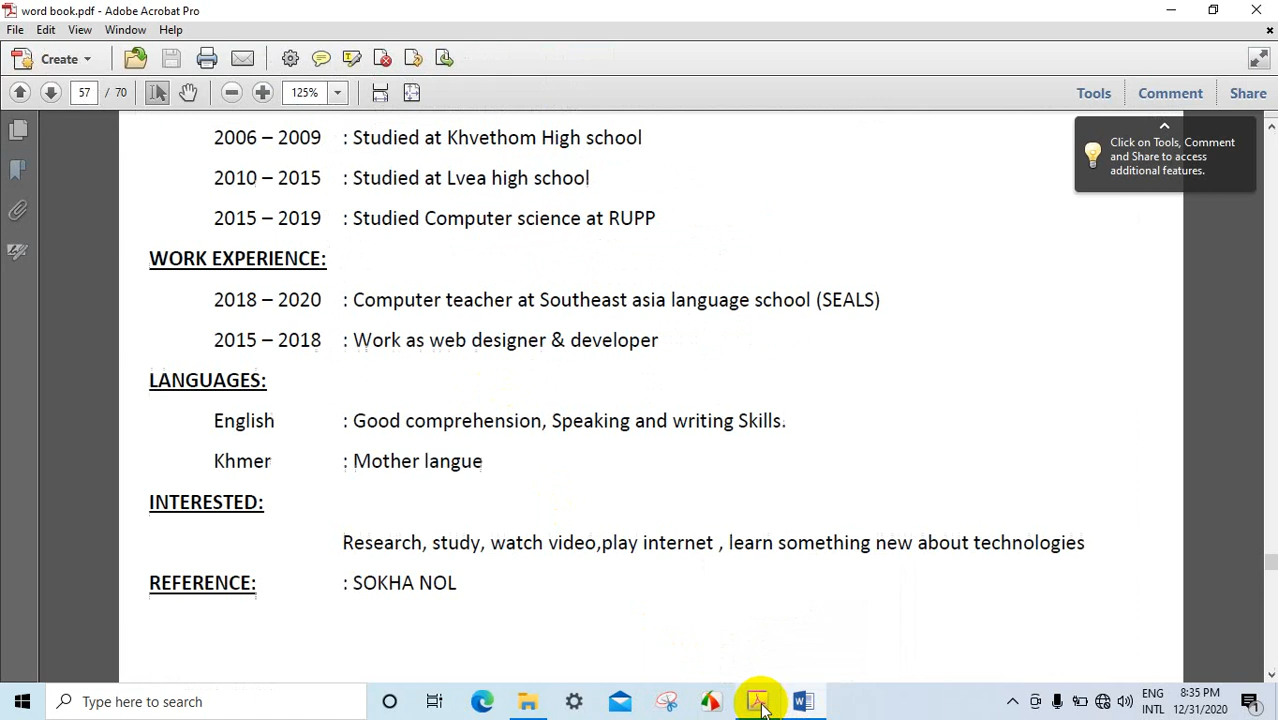 word book.pdf - Adobe Acrobat Pro
File Edit View Window Help
Create
57 / 70 125% Tools Comment Share
Click on Tools, Comment
and Share to access
additional features.
2006 – 2009 : Studied at Khvethom High school
2010 – 2015 : Studied at Lvea high school
2015 – 2019 : Studied Computer science at RUPP
WORK EXPERIENCE:
2018 – 2020 : Computer teacher at Southeast asia language school (SEALS)
2015 – 2018 : Work as web designer & developer
LANGUAGES:
English : Good comprehension, Speaking and writing Skills.
Khmer : Mother langue
INTERESTED:
Research, study, watch video,play internet , learn something new about technologies
REFERENCE: : SOKHA NOL
Type here to search
ENG 8:35 PM
INTL 12/31/2020 1